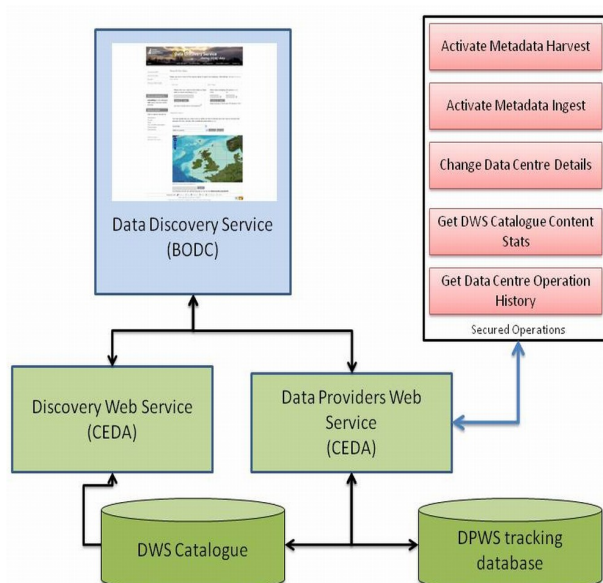 Data Discovery Service
(BODC)
Activate Metadata Harvest
Activate Metadata Ingest
Change Data Centre Details
Get DWS Catalogue Content
Stats
Get Data Centre Operation
History
Secured Operations
Discovery Web Service
(CEDA)
Data Providers Web
Service
(CEDA)
DWS Catalogue
DPWS tracking
database